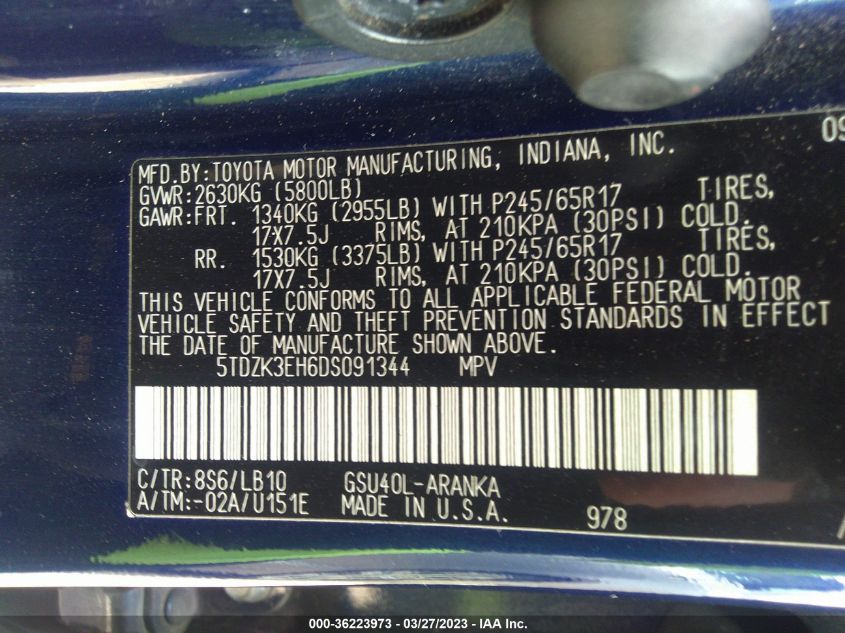 09
MFD.BY:TOYOTA MOTOR MANUFACTURING, INDIANA, INC.
GVWR:2630KG (5800LB)
GAWR:FRT. 1340KG (2955LB) WITH P245/65R17 TIRES,
17X7.5J RIMS, AT 210KPA (30PSI) COLD.
RR. 1530KG (3375LB) WITH P245/65R17 TIRES,
17X7.5J RIMS, AT 210KPA (30PSI) COLD.
THIS VEHICLE CONFORMS TO ALL APPLICABLE FEDERAL MOTOR
VEHICLE SAFETY AND THEFT PREVENTION STANDARDS IN EFFECT
THE DATE OF MANUFACTURE SHOWN ABOVE.
5TDZK3EH6DS091344 MPV
C/TR:8S6/LB10 GSU40L-ARANKA
A/TM:-02A/U151E MADE IN U.S.A. 978
000-36223973 - 03/27/2023 - IAA Inc.